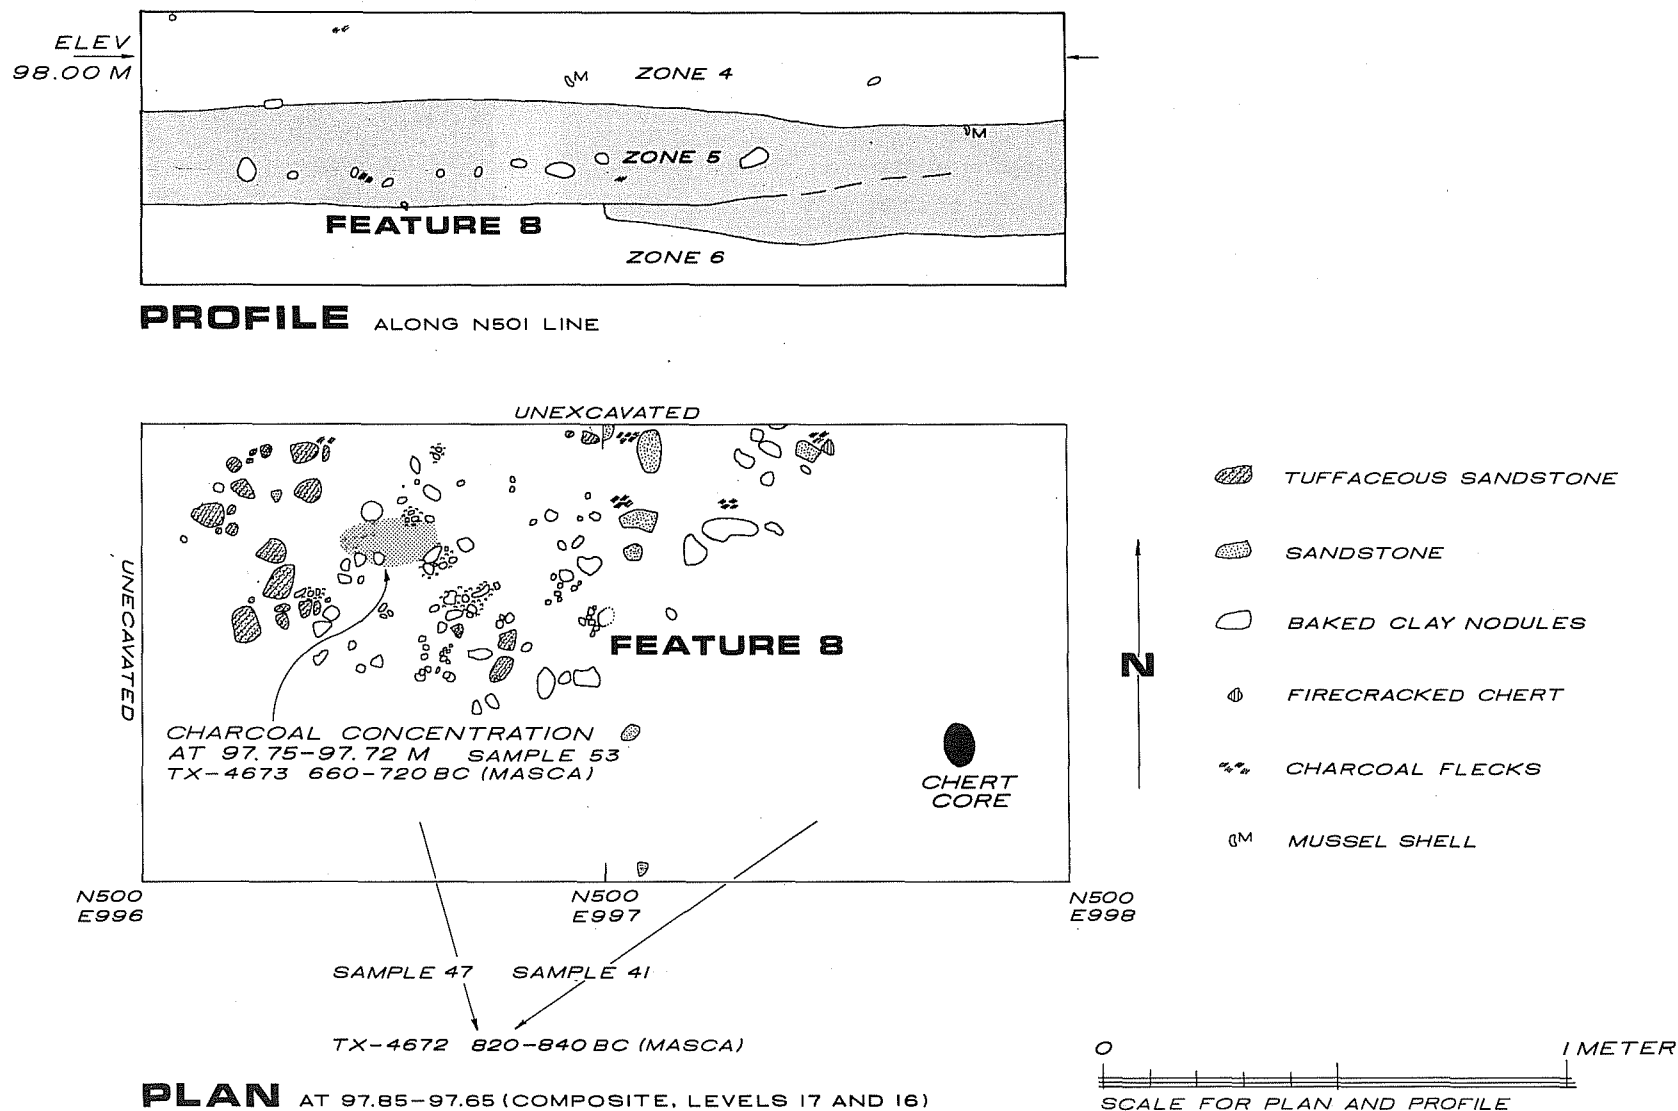 ELEV
98.00 M
M
ZONE 4
M
ZONE 5
FEATURE 8
ZONE 6
PROFILE ALONG N501 LINE
UNEXCAVATED
UNECAVATED
FEATURE 8
CHARCOAL CONCENTRATION
AT 97.75-97.72 M SAMPLE 53
TX-4673 660-720 BC (MASCA)
CHERT
CORE
N500
E996
N500
E997
N500
E998
SAMPLE 47 SAMPLE 41
TX-4672 820-840 BC (MASCA)
PLAN AT 97.85-97.65 (COMPOSITE, LEVELS 17 AND 16)
TUFFACEOUS SANDSTONE
SANDSTONE
BAKED CLAY NODULES
N
FIRECRACKED CHERT
CHARCOAL FLECKS
M MUSSEL SHELL
0 1 METER
SCALE FOR PLAN AND PROFILE